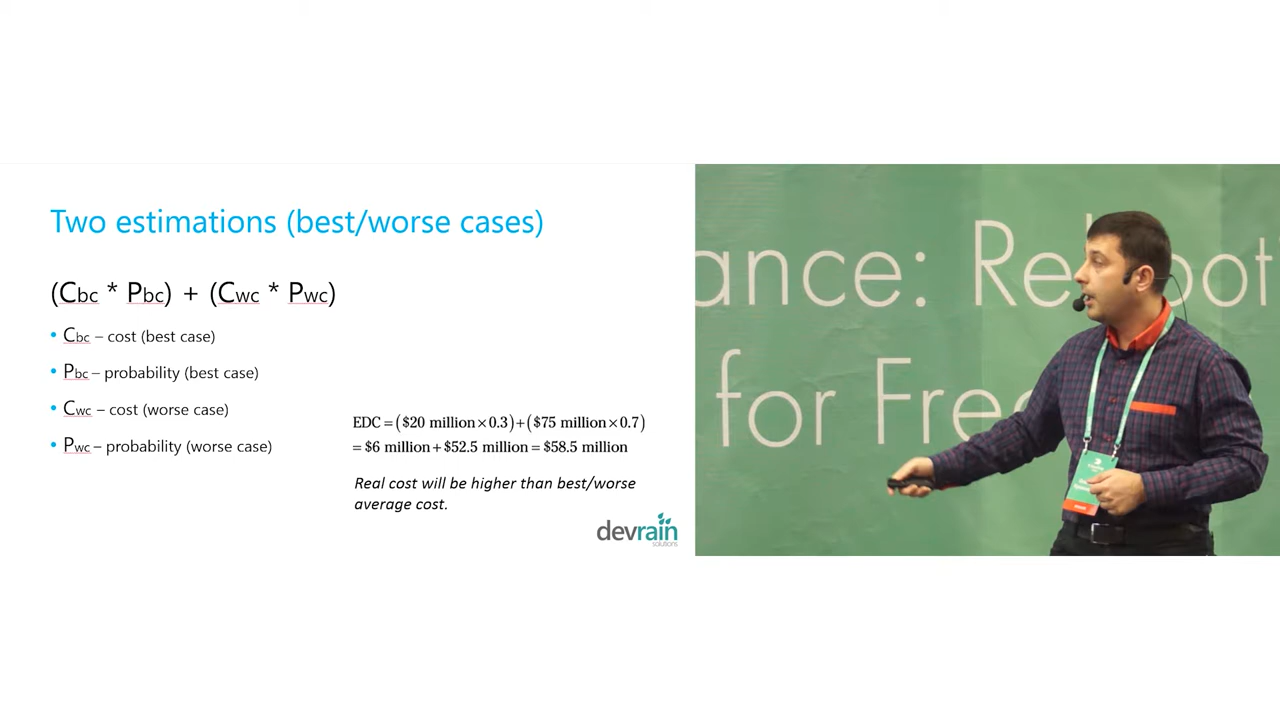 Two estimations (best/worse cases)
(Cbc * Pbc) + (Cwc * Pwc)
• Cbc – cost (best case)
• Pbc – probability (best case)
• Cwc – cost (worse case)
• Pwc – probability (worse case)
EDC = ($20 million×0.3)+($75 million×0.7)
= $6 million + $52.5 million = $58.5 million
Real cost will be higher than best/worse
average cost.
devrain
solutions
ance: Re
ot
for Fre